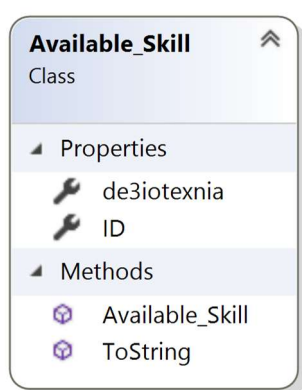 Available_Skill
Class
Properties
de3iotexnia
ID
Methods
Available_Skill
ToString